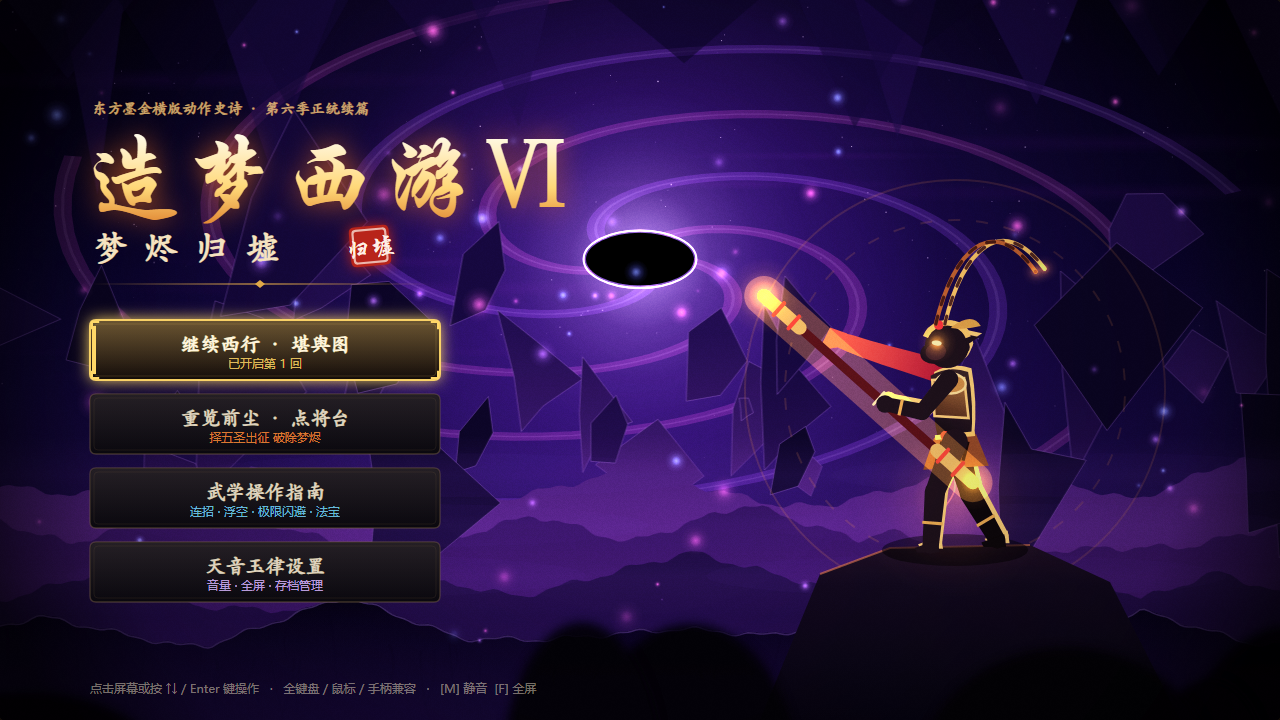 东方墨金横版动作史诗 · 第六季正统续篇
造梦西游 VI
梦烬归墟 归墟
继续西行 · 堪舆图
已开启第 1 回
重览前尘 · 点将台
择五圣出征 破除梦烬
武学操作指南
连招 · 浮空 · 极限闪避 · 法宝
天音玉律设置
音量 · 全屏 · 存档管理
点击屏幕或按 ↑↓ / Enter 键操作 · 全键盘 / 鼠标 / 手柄兼容 · [M] 静音 [F] 全屏